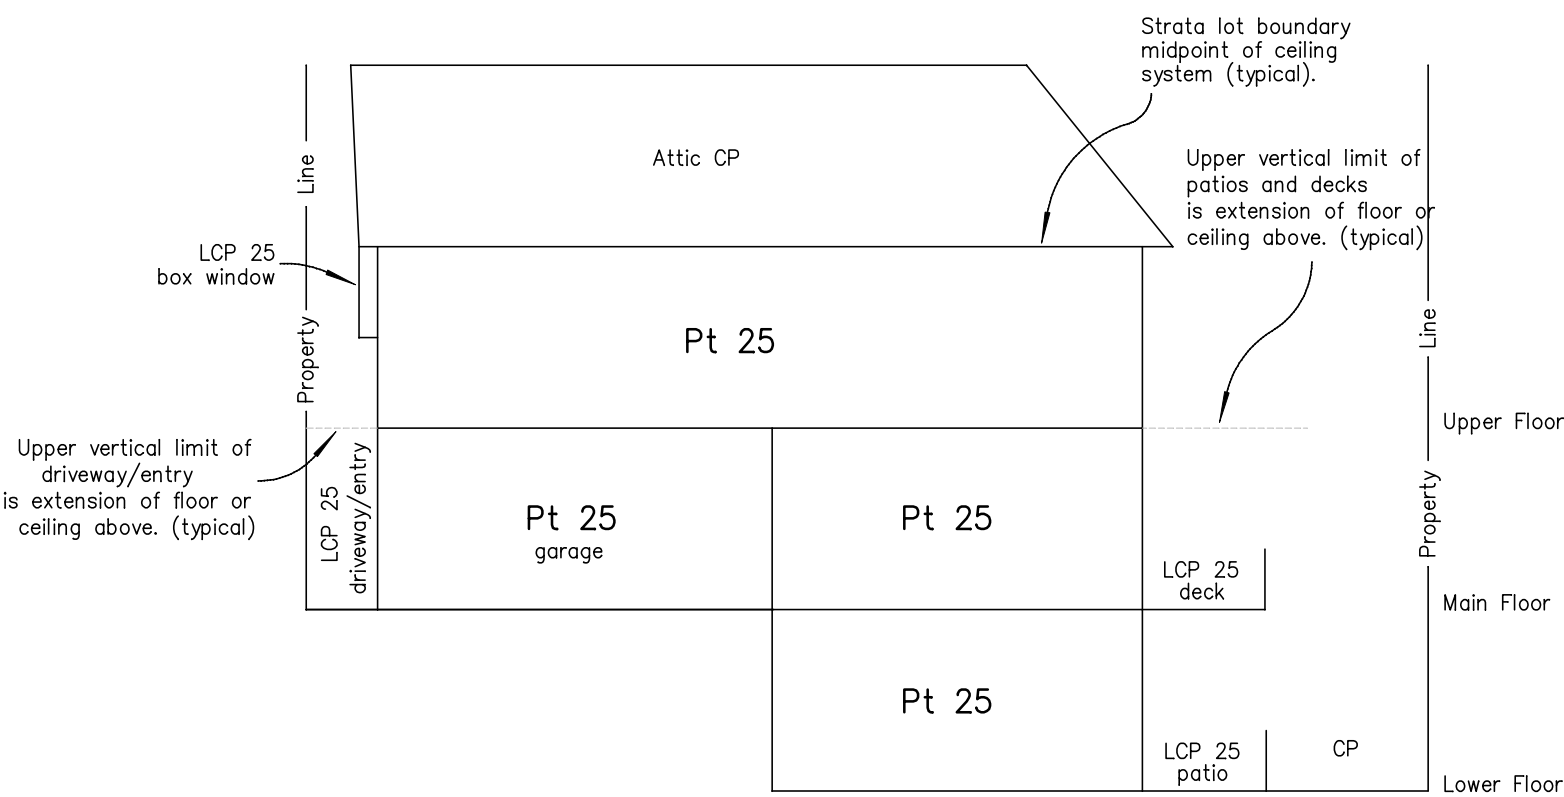 Strata lot boundary
midpoint of ceiling
system (typical).
Attic CP
Upper vertical limit of
patios and decks
is extension of floor or
ceiling above. (typical)
Property Line
LCP 25
box window
Pt 25
Property Line
Upper Floor
Upper vertical limit of
driveway/entry
is extension of floor or
ceiling above. (typical)
LCP 25
driveway/entry
Pt 25
garage
Pt 25
LCP 25
deck
Main Floor
Pt 25
LCP 25
patio
CP
Lower Floor